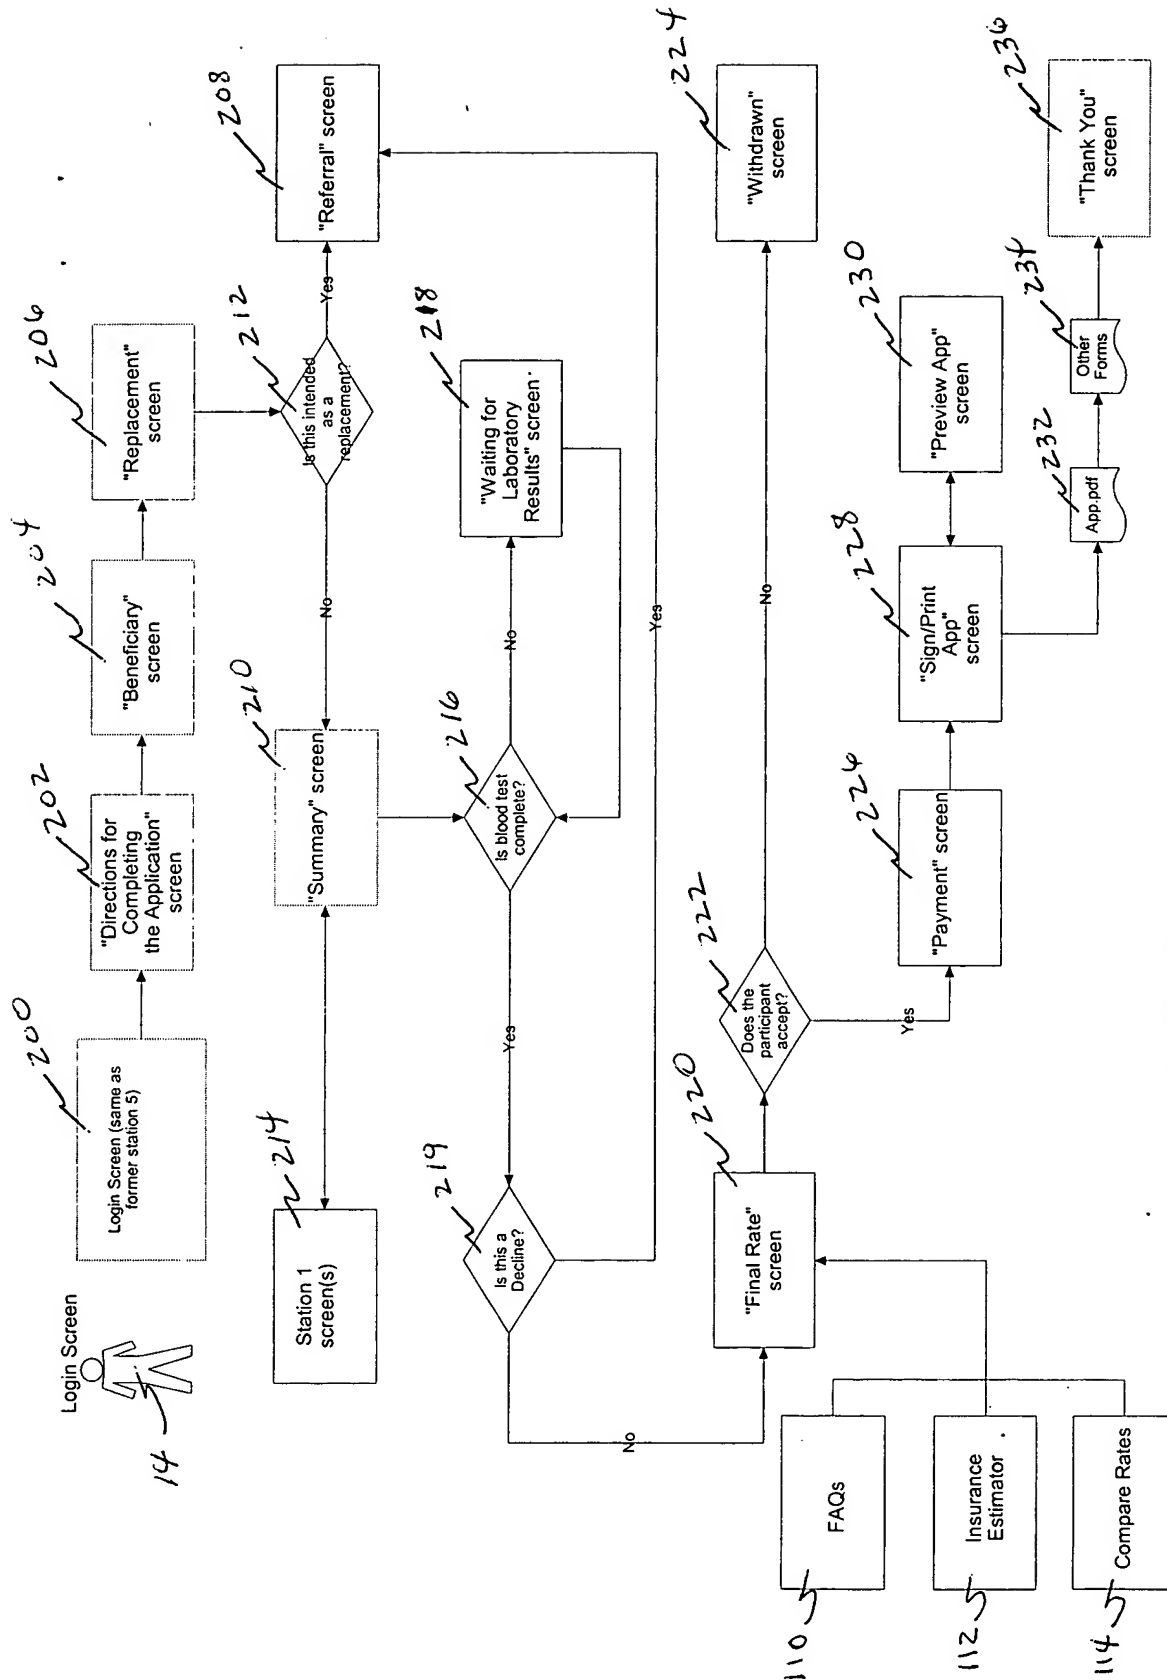 Login Screen
14
200
Login Screen (same as
former station 5)
202
"Directions for
Completing
the Application"
screen
204
"Beneficiary"
screen
206
"Replacement"
screen
208
"Referral" screen
Yes
212
Is this intended
as a
replacement?
No
210
"Summary" screen
214
Station 1
screen(s)
216
Is blood test
complete?
No
218
"Waiting for
Laboratory
Results" screen
Yes
219
Is this a
Decline?
Yes
No
220
"Final Rate"
screen
222
Does the
participant
accept?
No
224
"Withdrawn"
screen
Yes
226
"Payment" screen
228
"Sign/Print
App"
screen
230
"Preview App"
screen
232
App.pdf
234
Other
Forms
236
"Thank You"
screen
110
FAQs
112
Insurance
Estimator
114
Compare Rates